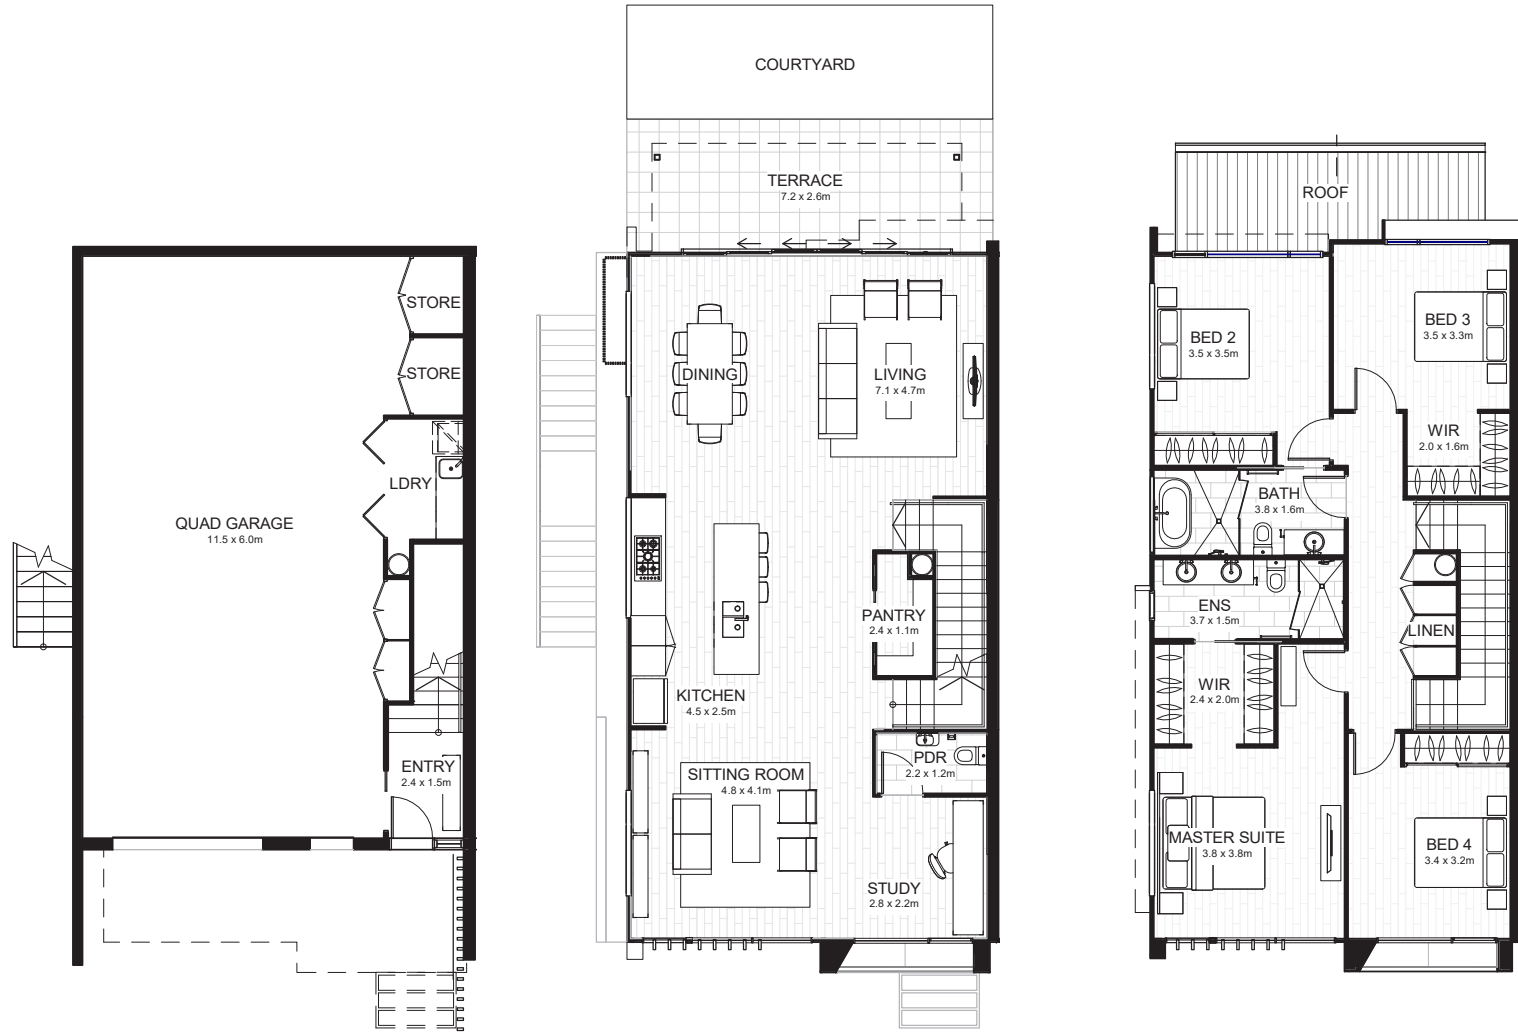 STORE
STORE
LDRY
QUAD GARAGE
11.5 x 6.0m
ENTRY
2.4 x 1.5m
COURTYARD
TERRACE
7.2 x 2.6m
DINING
LIVING
7.1 x 4.7m
PANTRY
2.4 x 1.1m
KITCHEN
4.5 x 2.5m
PDR
2.2 x 1.2m
SITTING ROOM
4.8 x 4.1m
STUDY
2.8 x 2.2m
ROOF
BED 2
3.5 x 3.5m
BED 3
3.5 x 3.3m
WIR
2.0 x 1.6m
BATH
3.8 x 1.6m
ENS
3.7 x 1.5m
LINEN
WIR
2.4 x 2.0m
MASTER SUITE
3.8 x 3.8m
BED 4
3.4 x 3.2m